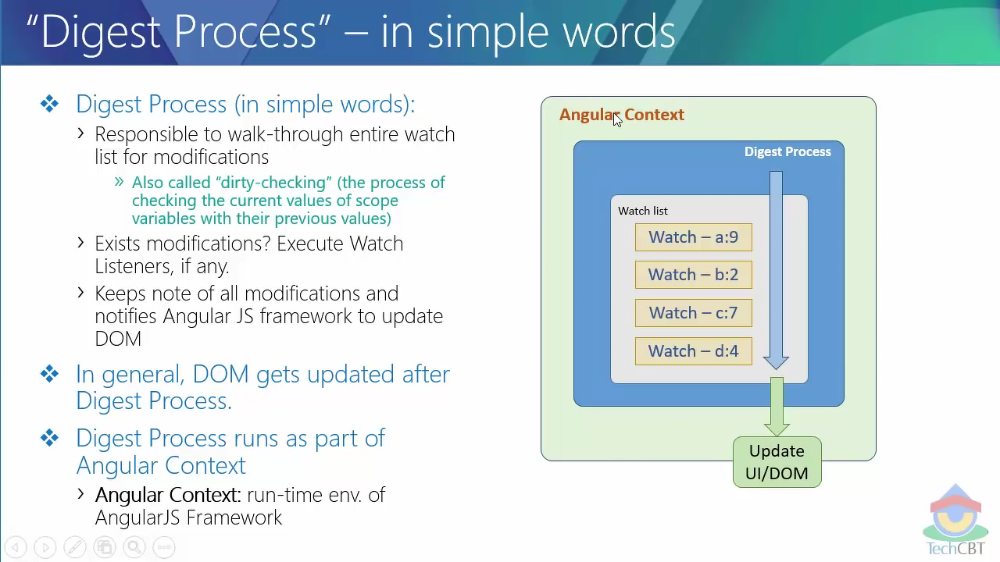 “Digest Process” – in simple words
Digest Process (in simple words):
Responsible to walk-through entire watch
list for modifications
Also called “dirty-checking” (the process of
checking the current values of scope
variables with their previous values)
Exists modifications? Execute Watch
Listeners, if any.
Keeps note of all modifications and
notifies Angular JS framework to update
DOM
In general, DOM gets updated after
Digest Process.
Digest Process runs as part of
Angular Context
Angular Context: run-time env. of
AngularJS Framework
Angular Context
Digest Process
Watch list
Watch – a:9
Watch – b:2
Watch – c:7
Watch – d:4
Update
UI/DOM
TechCBT